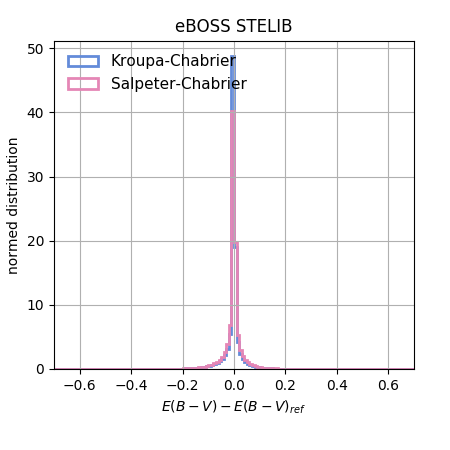 eBOSS STELIB
50
Kroupa-Chabrier
Salpeter-Chabrier
40
30
20
10
0
normed distribution
−0.6 −0.4 −0.2 0.0 0.2 0.4 0.6
E(B − V) − E(B − V)ref